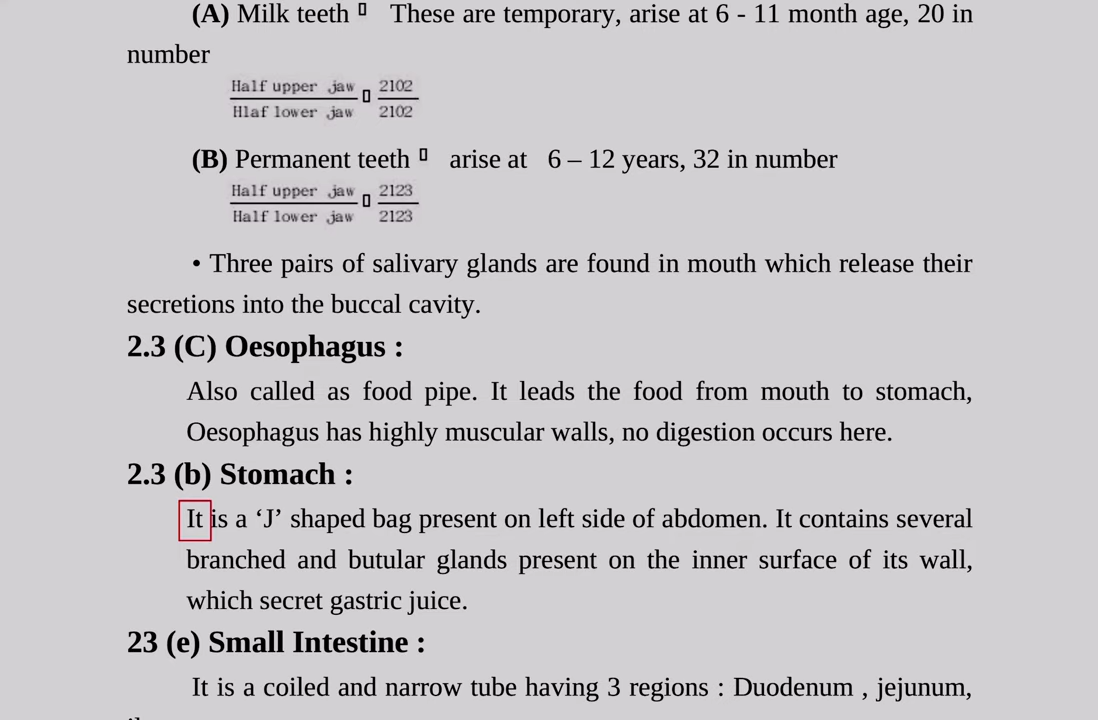 (A) Milk teeth ▯ These are temporary, arise at 6 - 11 month age, 20 in
number
Half upper jaw ▯ 2102
Hlaf lower jaw 2102
(B) Permanent teeth ▯ arise at 6 – 12 years, 32 in number
Half upper jaw ▯ 2123
Half lower jaw 2123
• Three pairs of salivary glands are found in mouth which release their
secretions into the buccal cavity.
2.3 (C) Oesophagus :
Also called as food pipe. It leads the food from mouth to stomach,
Oesophagus has highly muscular walls, no digestion occurs here.
2.3 (b) Stomach :
It is a ‘J’ shaped bag present on left side of abdomen. It contains several
branched and butular glands present on the inner surface of its wall,
which secret gastric juice.
23 (e) Small Intestine :
It is a coiled and narrow tube having 3 regions : Duodenum , jejunum,